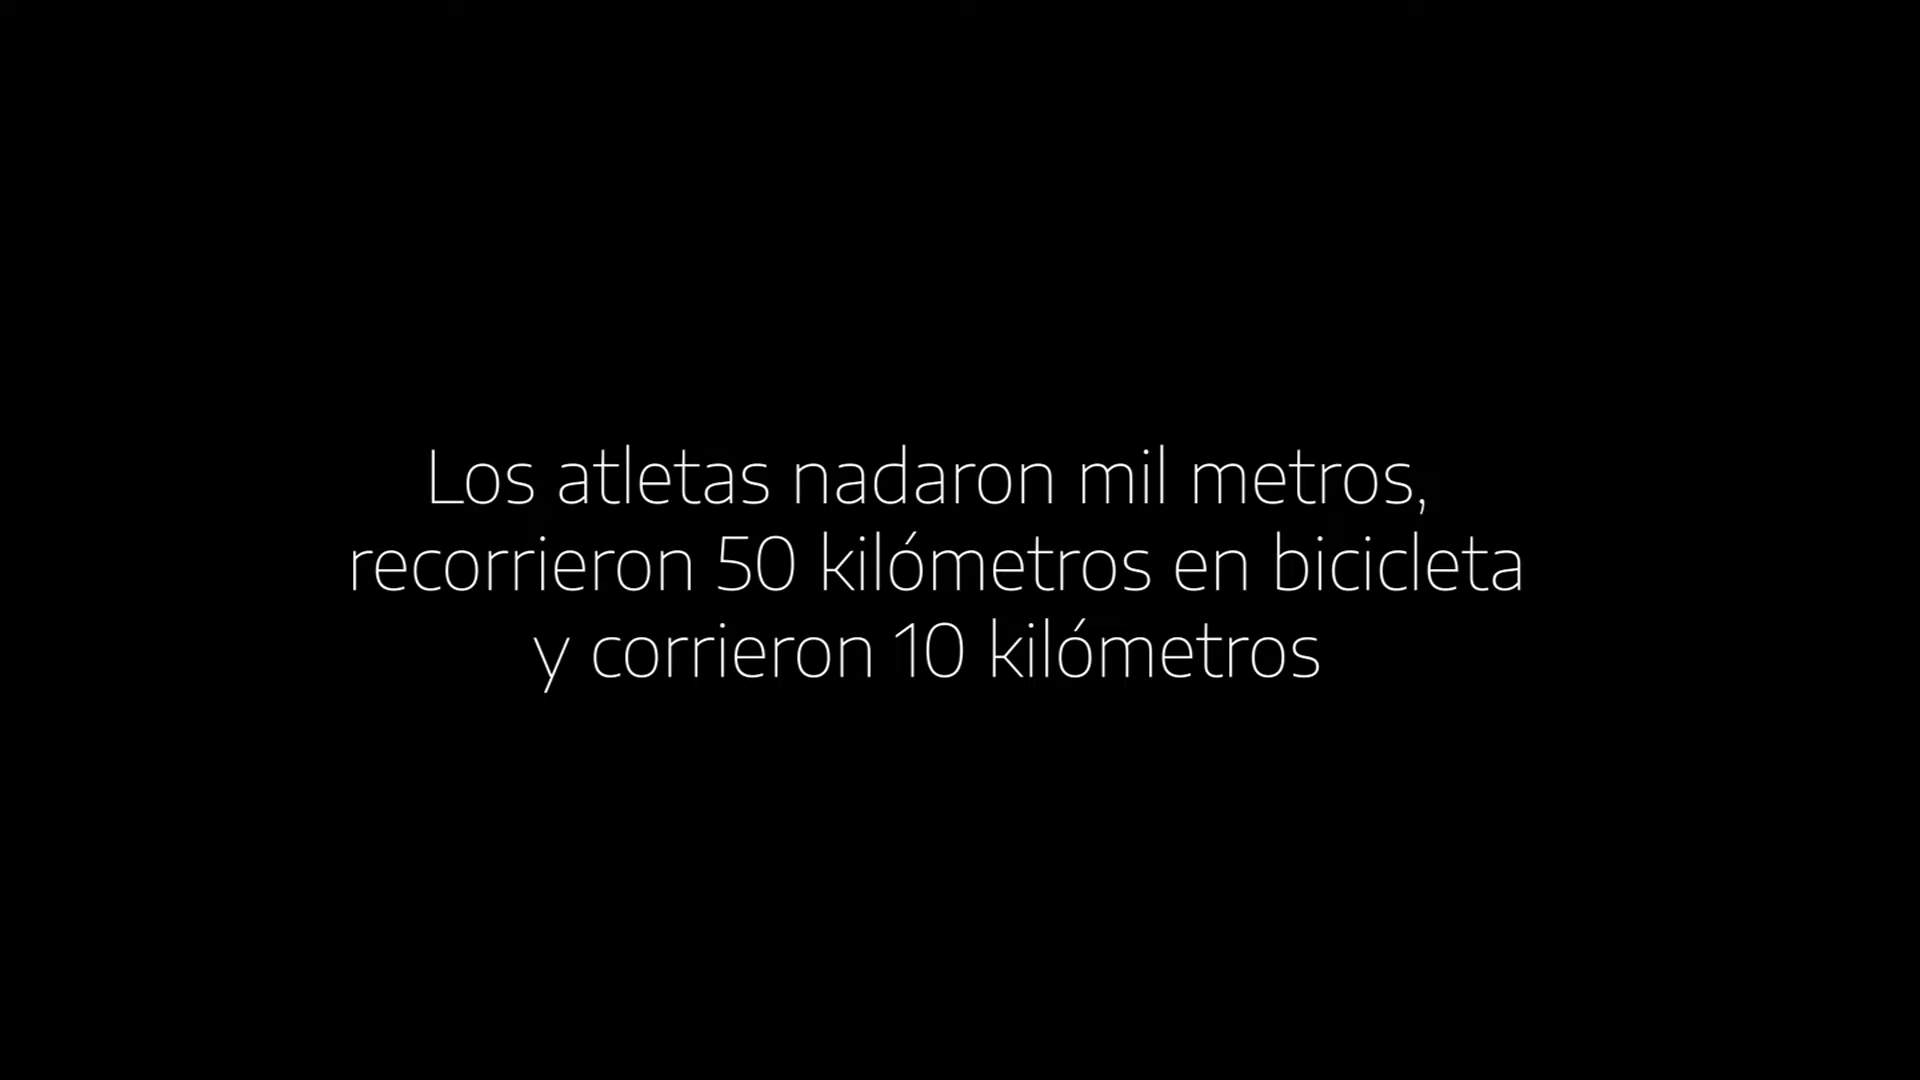 Los atletas nadaron mil metros,
recorrieron 50 kilómetros en bicicleta
y corrieron 10 kilómetros